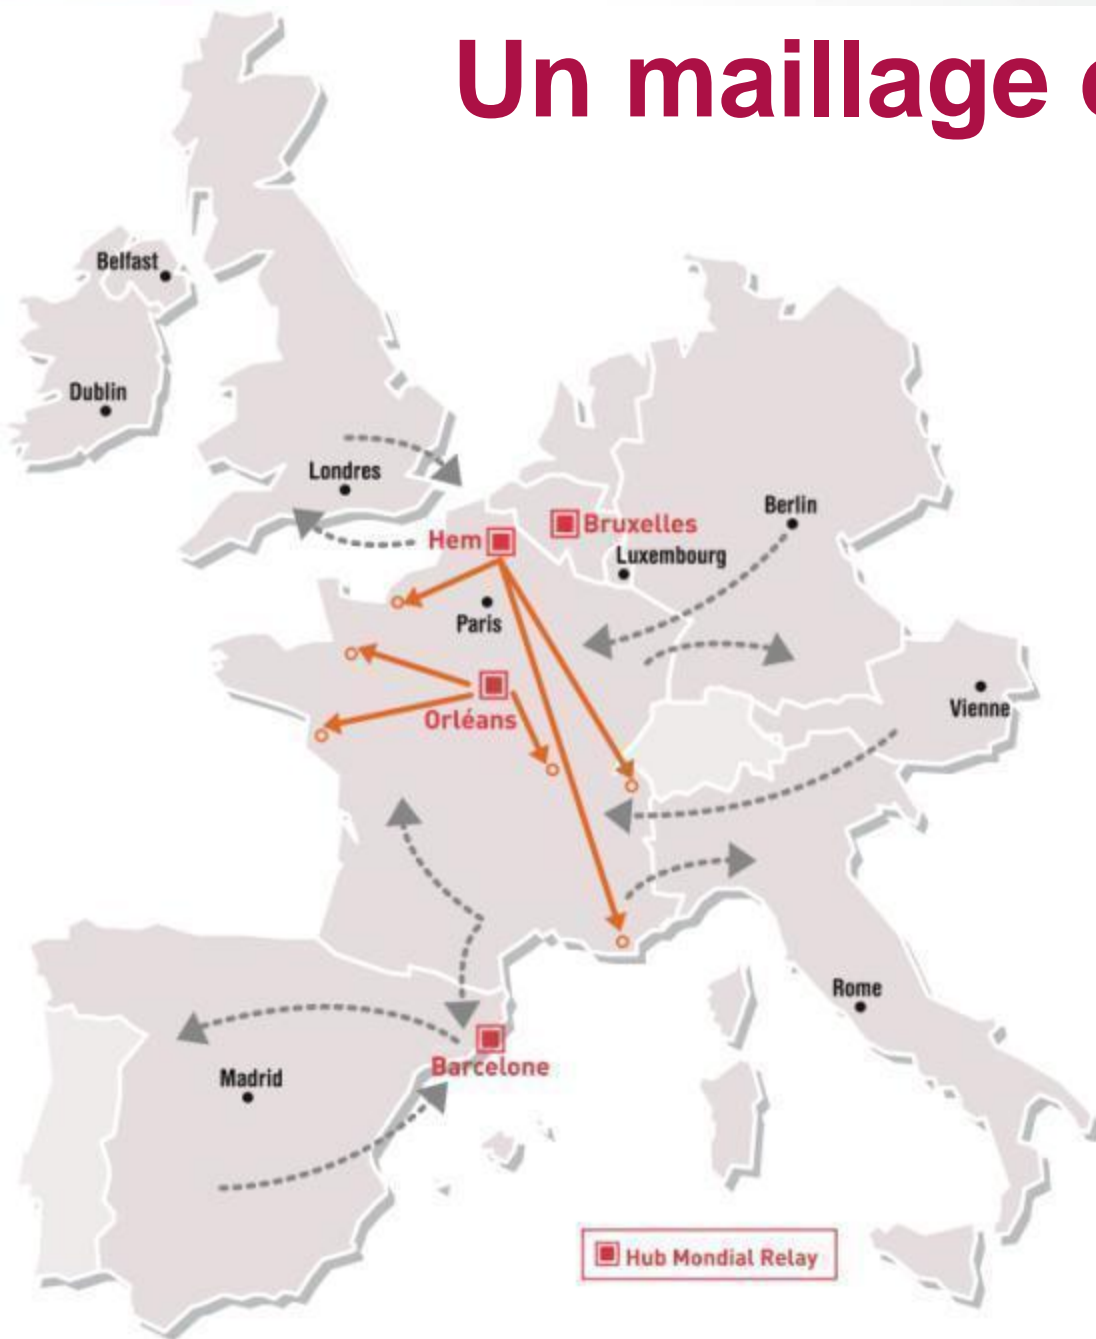 Un maillage
Belfast
Dublin
Londres
Berlin
Bruxelles
Hem
Luxembourg
Paris
Vienne
Orléans
Rome
Barcelone
Madrid
Hub Mondial Relay